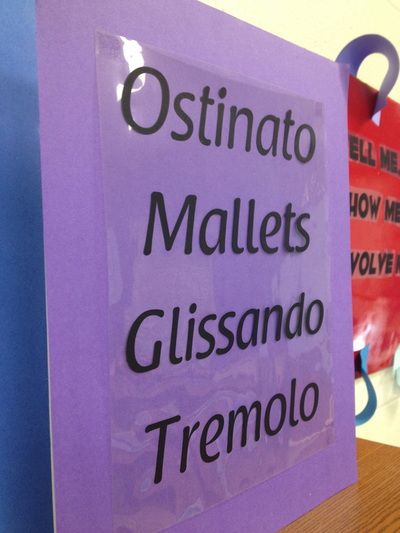 Ostinato
Mallets
Glissando
Tremolo
ELL ME,
HOW ME
VOLVE